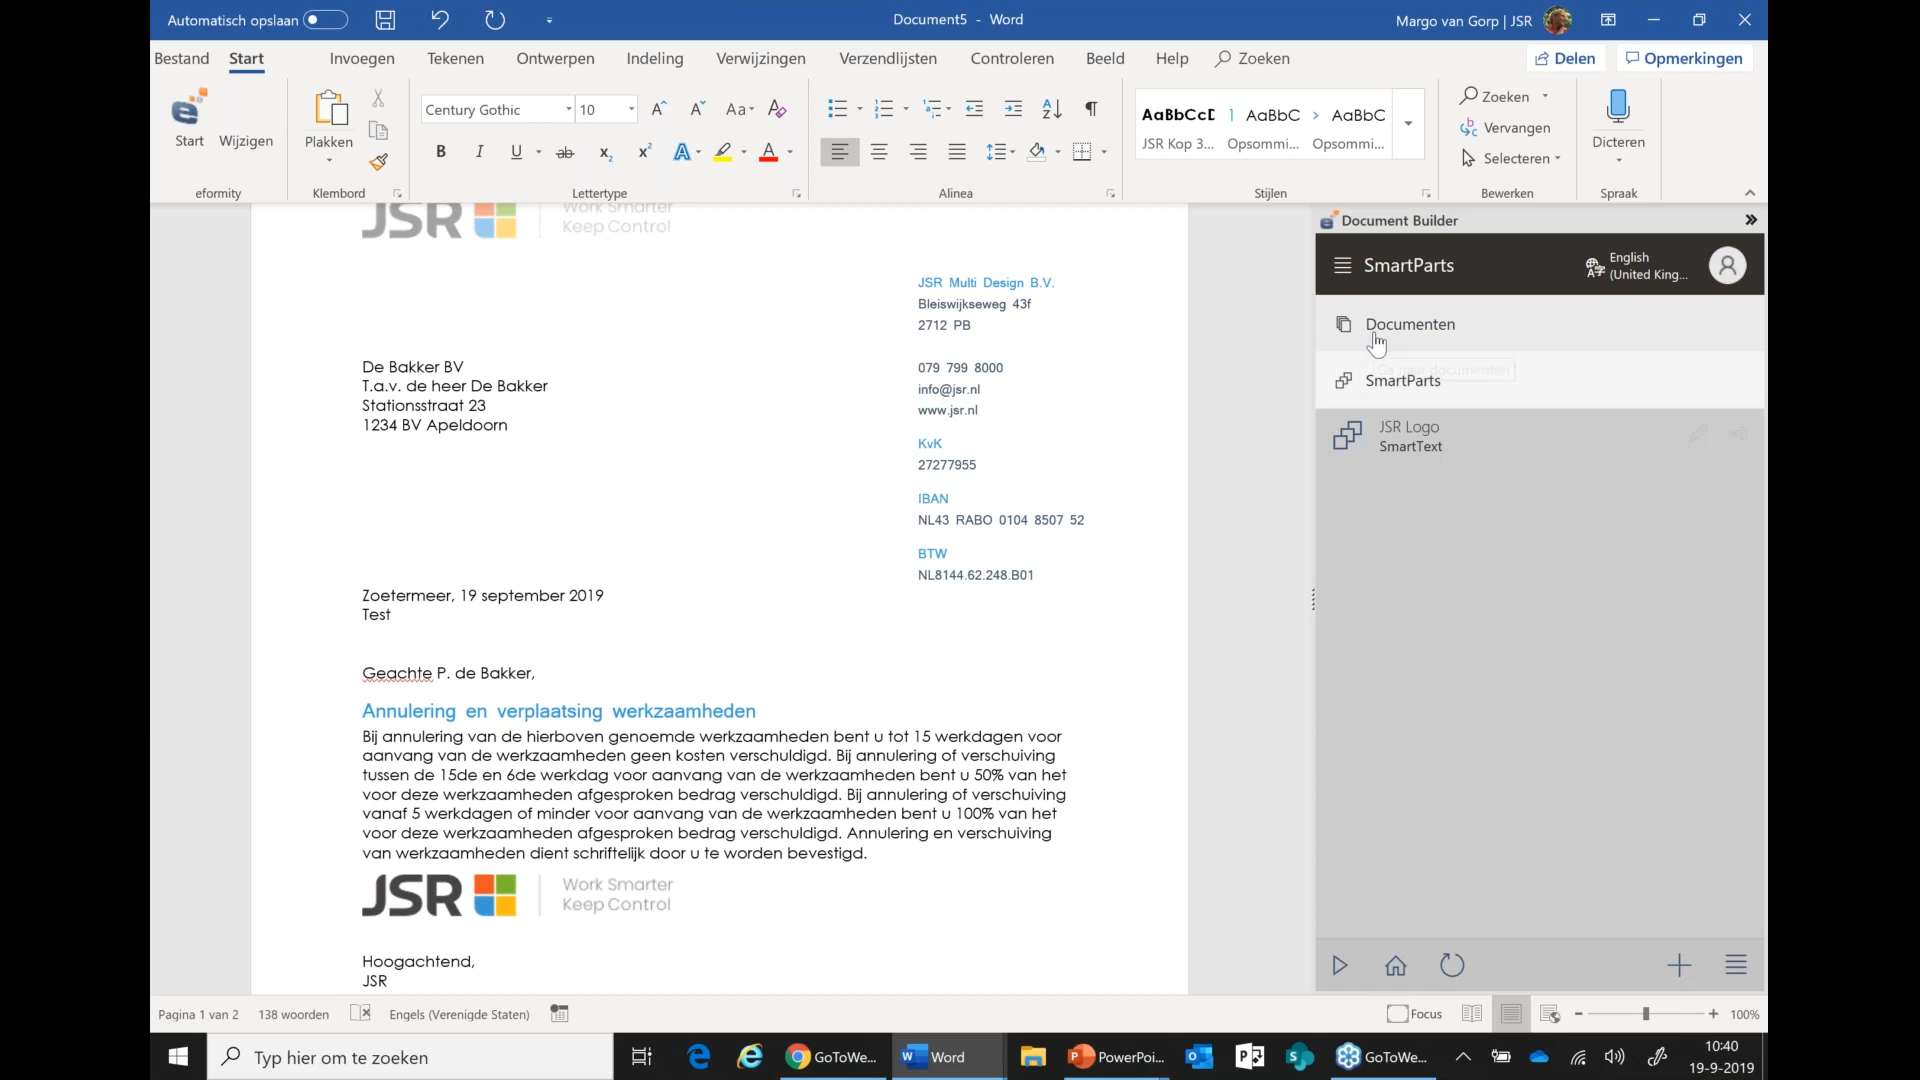 Automatisch opslaan
Document5 - Word
Margo van Gorp | JSR
Bestand
Start
Invoegen
Tekenen
Ontwerpen
Indeling
Verwijzingen
Verzendlijsten
Controleren
Beeld
Help
Zoeken
Delen
Opmerkingen
Start
Wijzigen
eformity
Plakken
Klembord
Century Gothic
10
Lettertype
Alinea
AaBbCcD
1 AaBbC
> AaBbC
JSR Kop 3...
Opsommi...
Opsommi...
Stijlen
Zoeken
Vervangen
Selecteren
Bewerken
Dicteren
Spraak
JSR
Work Smarter
Keep Control
JSR Multi Design B.V.
Bleiswijkseweg 43f
2712 PB
079 799 8000
info@jsr.nl
www.jsr.nl
KvK
27277955
IBAN
NL43 RABO 0104 8507 52
BTW
NL8144.62.248.B01
De Bakker BV
T.a.v. de heer De Bakker
Stationsstraat 23
1234 BV Apeldoorn
Zoetermeer, 19 september 2019
Test
Geachte P. de Bakker,
Annulering en verplaatsing werkzaamheden
Bij annulering van de hierboven genoemde werkzaamheden bent u tot 15 werkdagen voor
aanvang van de werkzaamheden geen kosten verschuldigd. Bij annulering of verschuiving
tussen de 15de en 6de werkdag voor aanvang van de werkzaamheden bent u 50% van het
voor deze werkzaamheden afgesproken bedrag verschuldigd. Bij annulering of verschuiving
vanaf 5 werkdagen of minder voor aanvang van de werkzaamheden bent u 100% van het
voor deze werkzaamheden afgesproken bedrag verschuldigd. Annulering en verschuiving
van werkzaamheden dient schriftelijk door u te worden bevestigd.
JSR
Work Smarter
Keep Control
Hoogachtend,
JSR
Document Builder
SmartParts
English
(United King...
Documenten
Ga naar documenten
SmartParts
JSR Logo
SmartText
Pagina 1 van 2
138 woorden
Engels (Verenigde Staten)
Focus
100%
Typ hier om te zoeken
GoToWe...
Word
PowerPoi...
GoToWe...
10:40
19-9-2019